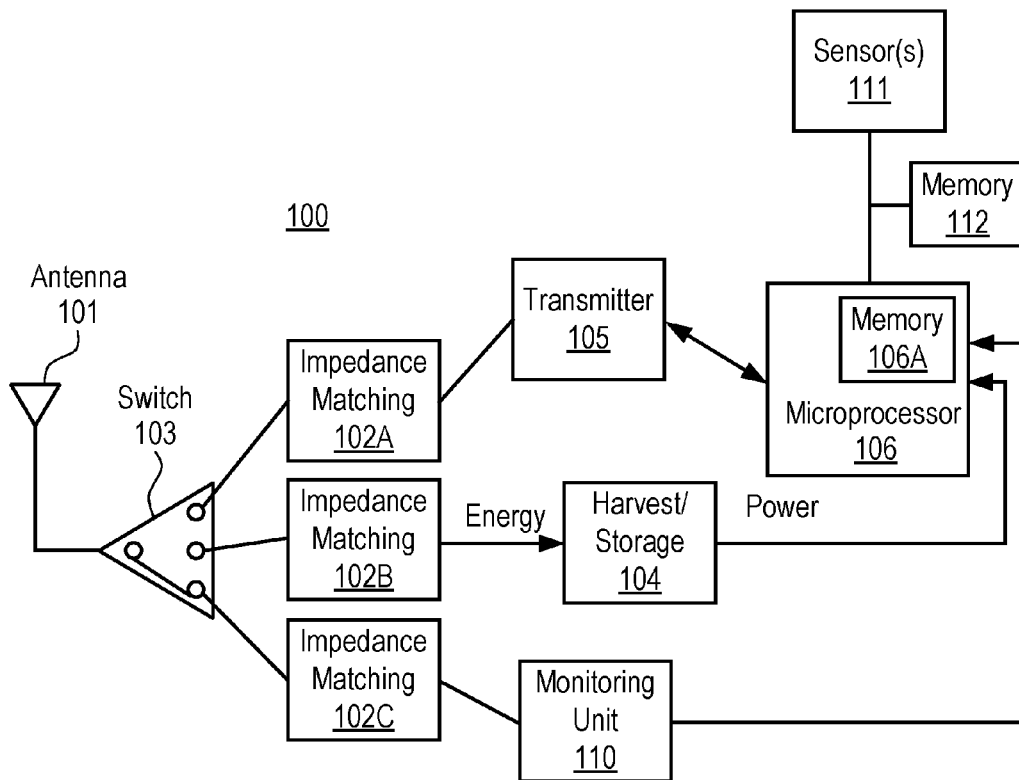 Sensor(s)
111
Memory
112
100
Antenna
101
Switch
103
Impedance
Matching
102A
Transmitter
105
Memory
106A
Microprocessor
106
Impedance
Matching
102B
Energy
Harvest/
Storage
104
Power
Impedance
Matching
102C
Monitoring
Unit
110